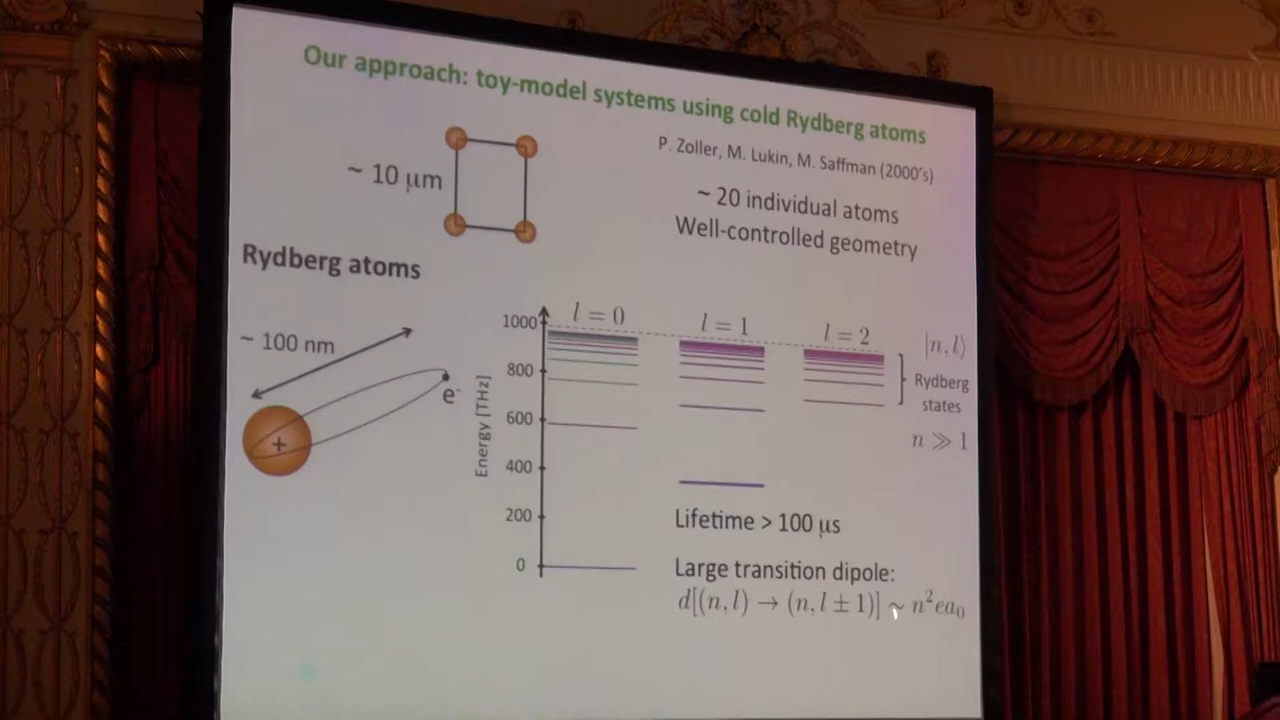 Our approach: toy-model systems using cold Rydberg atoms
P. Zoller, M. Lukin, M. Saffman (2000's)
~ 10 μm
~ 20 individual atoms
Well-controlled geometry
Rydberg atoms
~ 100 nm
e⁻
+
Energy [THz]
1000
800
600
400
200
0
l = 0
l = 1
l = 2
|n, l⟩
Rydberg
states
n ≫ 1
Lifetime > 100 μs
Large transition dipole:
d[(n, l) → (n, l ± 1)] ~ n²ea₀